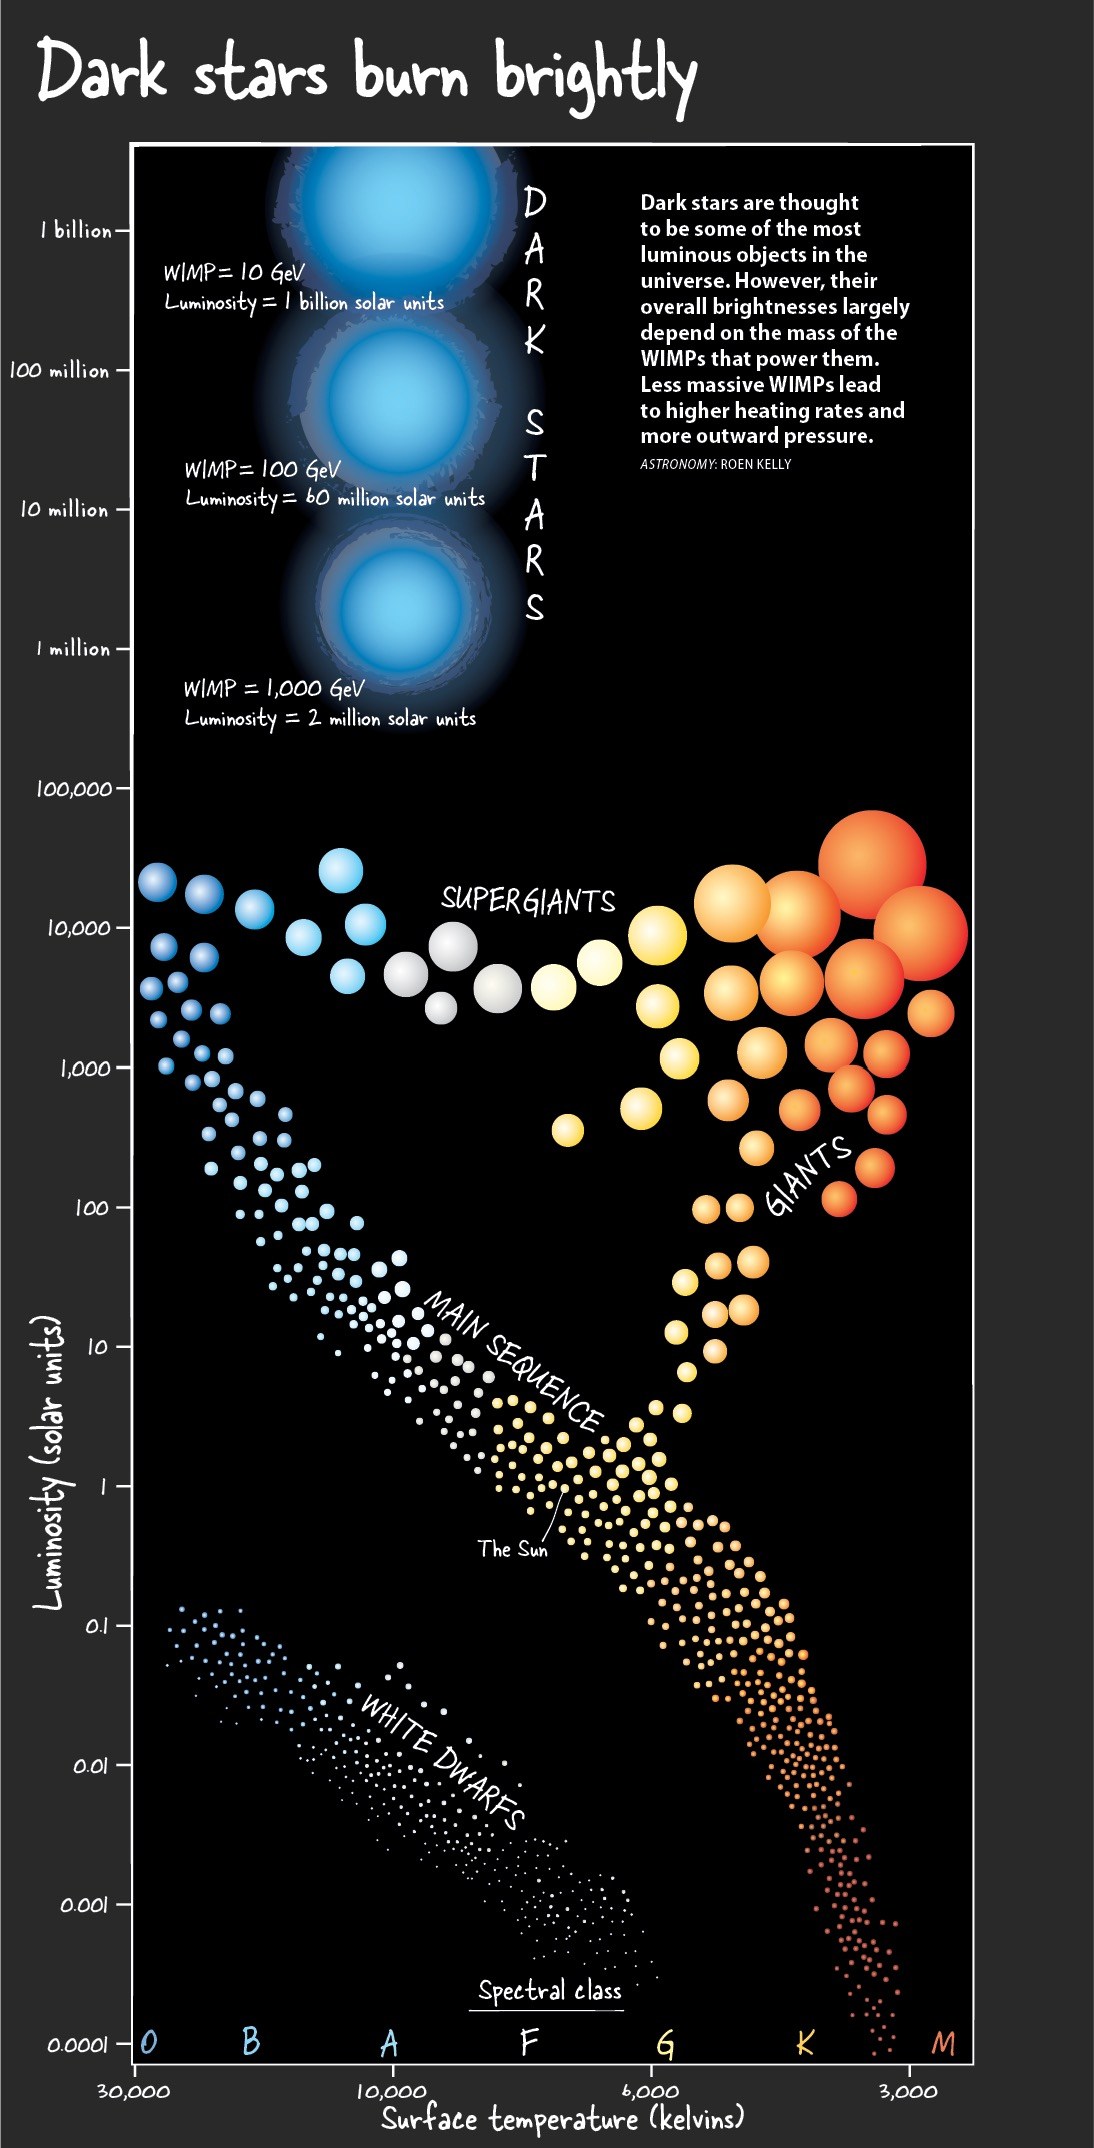 Dark stars burn brightly
1 billion
100 million
10 million
1 million
100,000
10,000
1,000
100
10
1
0.1
0.01
0.001
0.0001
Luminosity (solar units)
WIMP = 10 GeV
Luminosity = 1 billion solar units
WIMP = 100 GeV
Luminosity = 60 million solar units
WIMP = 1,000 GeV
Luminosity = 2 million solar units
DARK STARS
Dark stars are thought
to be some of the most
luminous objects in the
universe. However, their
overall brightnesses largely
depend on the mass of the
WIMPs that power them.
Less massive WIMPs lead
to higher heating rates and
more outward pressure.
ASTRONOMY: ROEN KELLY
SUPERGIANTS
GIANTS
MAIN SEQUENCE
The Sun
WHITE DWARFS
Spectral class
O B A F G K M
30,000 10,000 6,000 3,000
Surface temperature (kelvins)